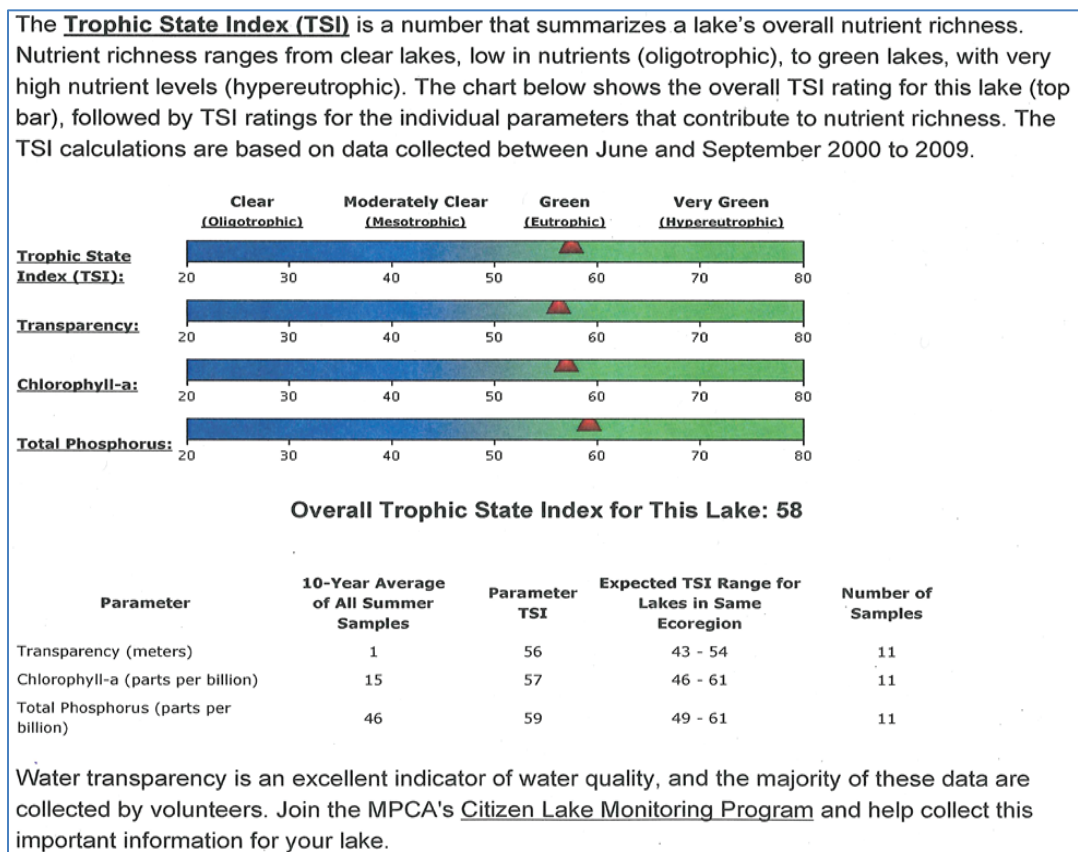 The Trophic State Index (TSI) is a number that summarizes a lake's overall nutrient richness.
Nutrient richness ranges from clear lakes, low in nutrients (oligotrophic), to green lakes, with very
high nutrient levels (hypereutrophic). The chart below shows the overall TSI rating for this lake (top
bar), followed by TSI ratings for the individual parameters that contribute to nutrient richness. The
TSI calculations are based on data collected between June and September 2000 to 2009.
Clear Moderately Clear Green Very Green
(Oligotrophic) (Mesotrophic) (Eutrophic) (Hypereutrophic)
Trophic State
Index (TSI):
20 30 40 50 60 70 80
Transparency:
20 30 40 50 60 70 80
Chlorophyll-a:
20 30 40 50 60 70 80
Total Phosphorus:
20 30 40 50 60 70 80
Overall Trophic State Index for This Lake: 58
Parameter
10-Year Average
of All Summer
Samples
Parameter
TSI
Expected TSI Range for
Lakes in Same
Ecoregion
Number of
Samples
Transparency (meters) 1 56 43 - 54 11
Chlorophyll-a (parts per billion) 15 57 46 - 61 11
Total Phosphorus (parts per
billion) 46 59 49 - 61 11
Water transparency is an excellent indicator of water quality, and the majority of these data are
collected by volunteers. Join the MPCA's Citizen Lake Monitoring Program and help collect this
important information for your lake.